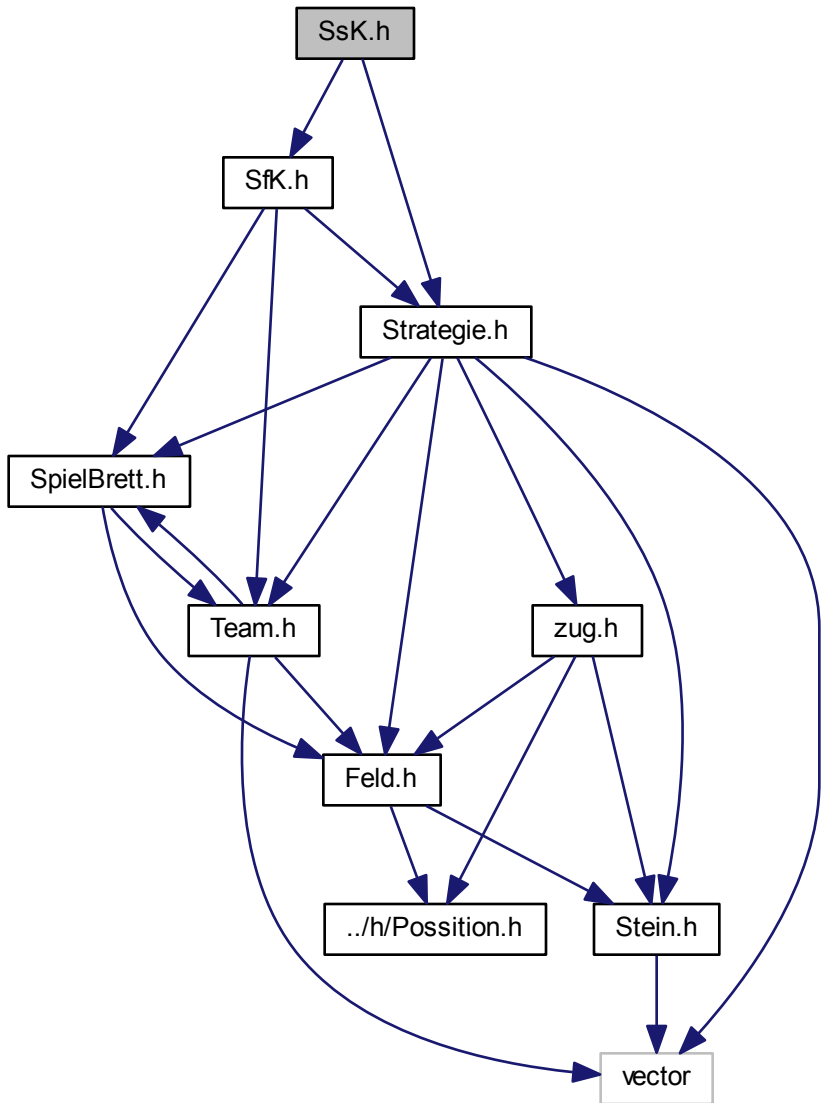 SsK.h
SfK.h
Strategie.h
SpielBrett.h
Team.h
zug.h
Feld.h
../h/Possition.h
Stein.h
vector